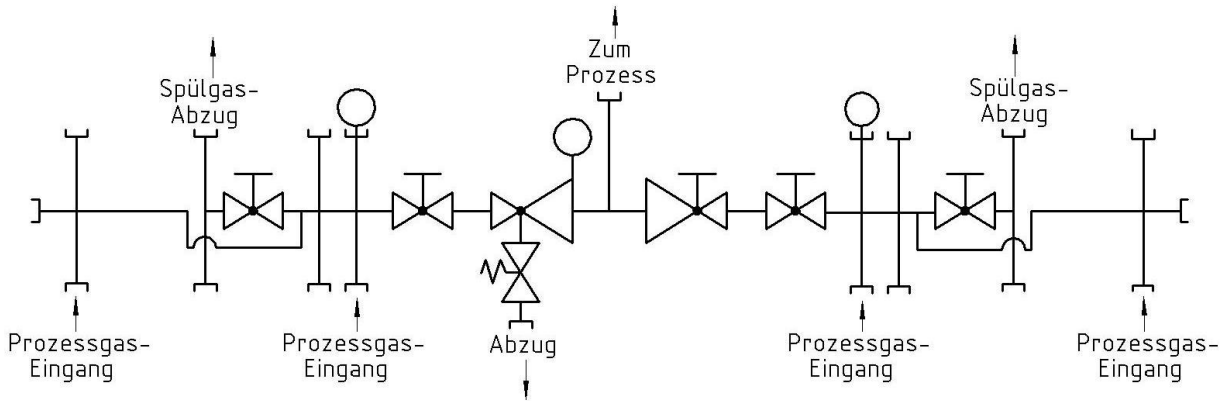 Zum
Prozess
Spülgas-
Abzug
Spülgas-
Abzug
Prozessgas-
Eingang
Prozessgas-
Eingang
Abzug
Prozessgas-
Eingang
Prozessgas-
Eingang